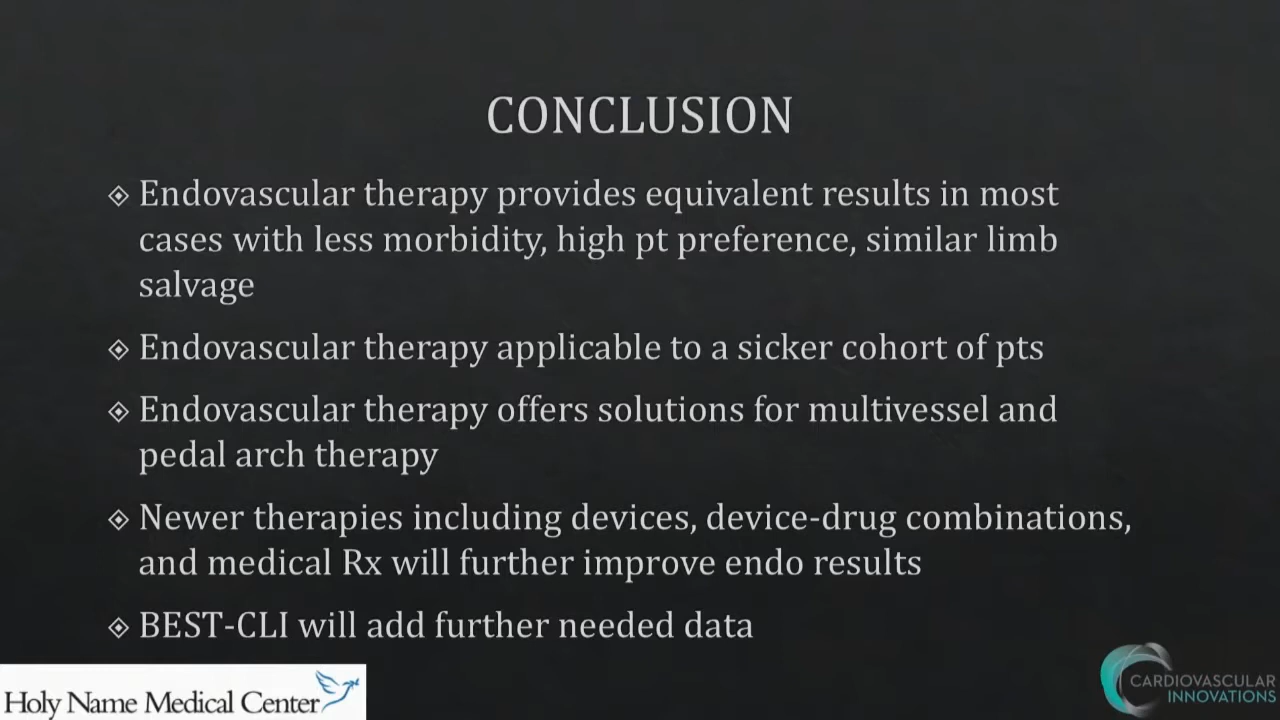 CONCLUSION
Endovascular therapy provides equivalent results in most
cases with less morbidity, high pt preference, similar limb
salvage
Endovascular therapy applicable to a sicker cohort of pts
Endovascular therapy offers solutions for multivessel and
pedal arch therapy
Newer therapies including devices, device-drug combinations,
and medical Rx will further improve endo results
BEST-CLI will add further needed data
Holy Name Medical Center
CARDIOVASCULAR
INNOVATIONS